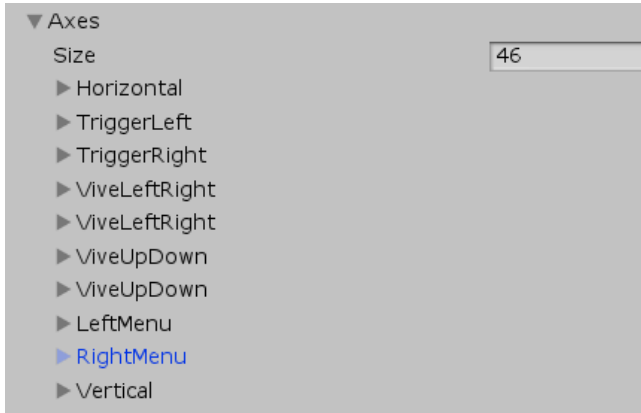 Axes
Size 46
Horizontal
TriggerLeft
TriggerRight
ViveLeftRight
ViveLeftRight
ViveUpDown
ViveUpDown
LeftMenu
RightMenu
Vertical